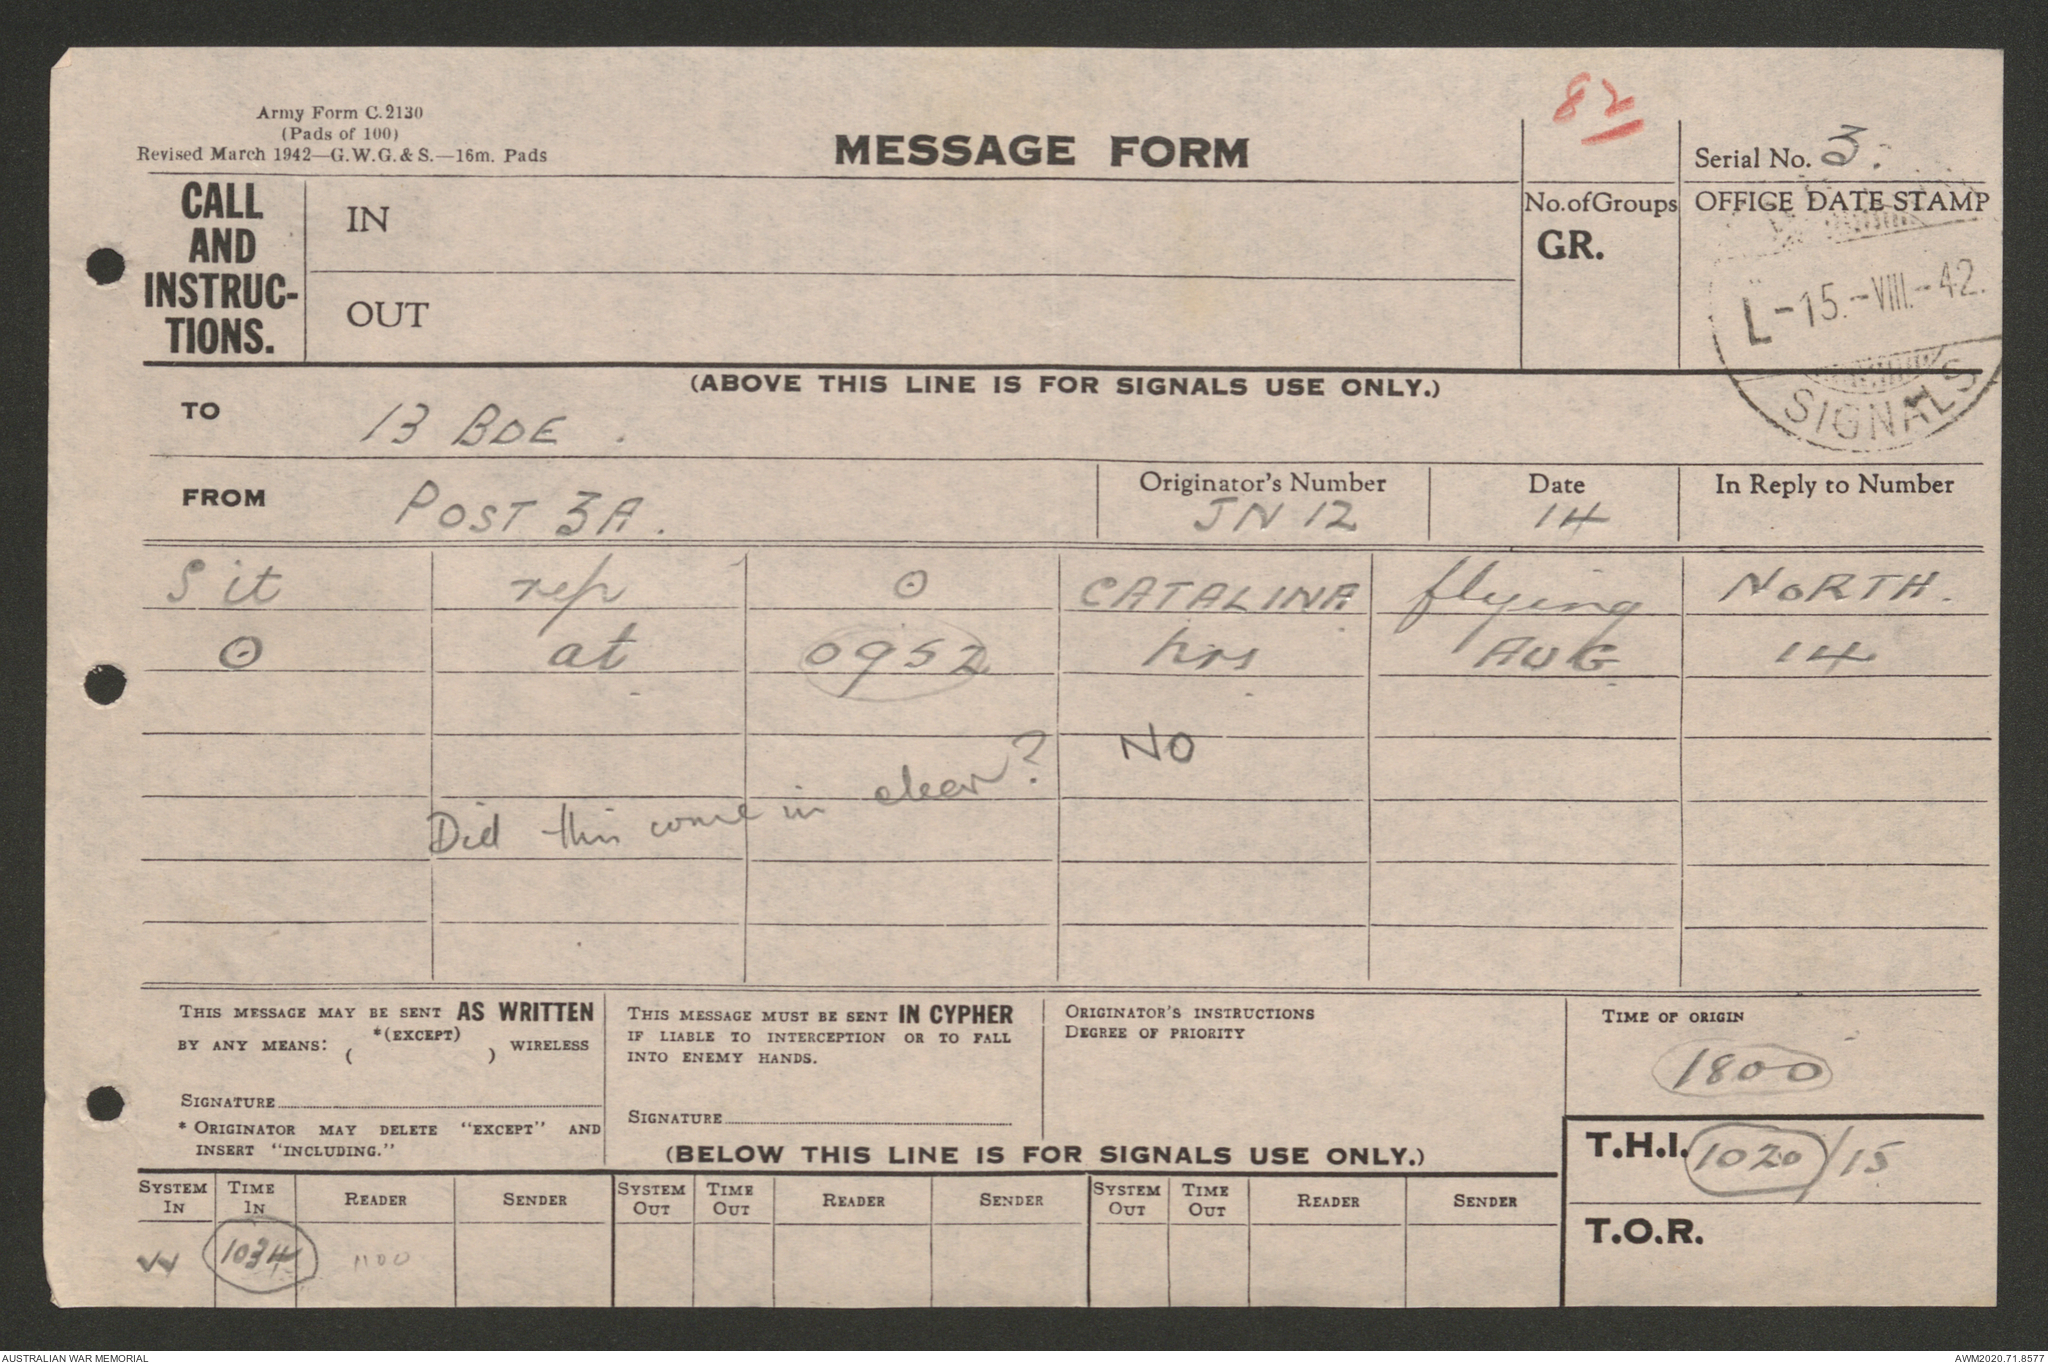 82
Army Form C.2130
(Pads of 100)
Revised March 1942—G.W.G. & S.—16m. Pads
MESSAGE FORM
Serial No. 3.
CALL AND INSTRUC-TIONS.
IN
OUT
No. of Groups
GR.
OFFICE DATE STAMP
L-15.-VIII.-42.
SIGNALS
(ABOVE THIS LINE IS FOR SIGNALS USE ONLY.)
TO 13 BDE.
FROM POST 3A.
Originator's Number JN 12
Date 14
In Reply to Number
Sit rep ⊙ CATALINA flying NORTH.
⊙ at 0952 hrs AUG 14
Did this come in clear? NO
THIS MESSAGE MAY BE SENT AS WRITTEN
BY ANY MEANS: *(EXCEPT) ( ) WIRELESS
SIGNATURE
* ORIGINATOR MAY DELETE "EXCEPT" AND
INSERT "INCLUDING."
THIS MESSAGE MUST BE SENT IN CYPHER
IF LIABLE TO INTERCEPTION OR TO FALL
INTO ENEMY HANDS.
SIGNATURE
ORIGINATOR'S INSTRUCTIONS
DEGREE OF PRIORITY
TIME OF ORIGIN
1800
(BELOW THIS LINE IS FOR SIGNALS USE ONLY.)
T.H.I. 1020/15
T.O.R.
SYSTEM IN TIME IN READER SENDER SYSTEM OUT TIME OUT READER SENDER SYSTEM OUT TIME OUT READER SENDER
1034
AUSTRALIAN WAR MEMORIAL
AWM2020.71.8577